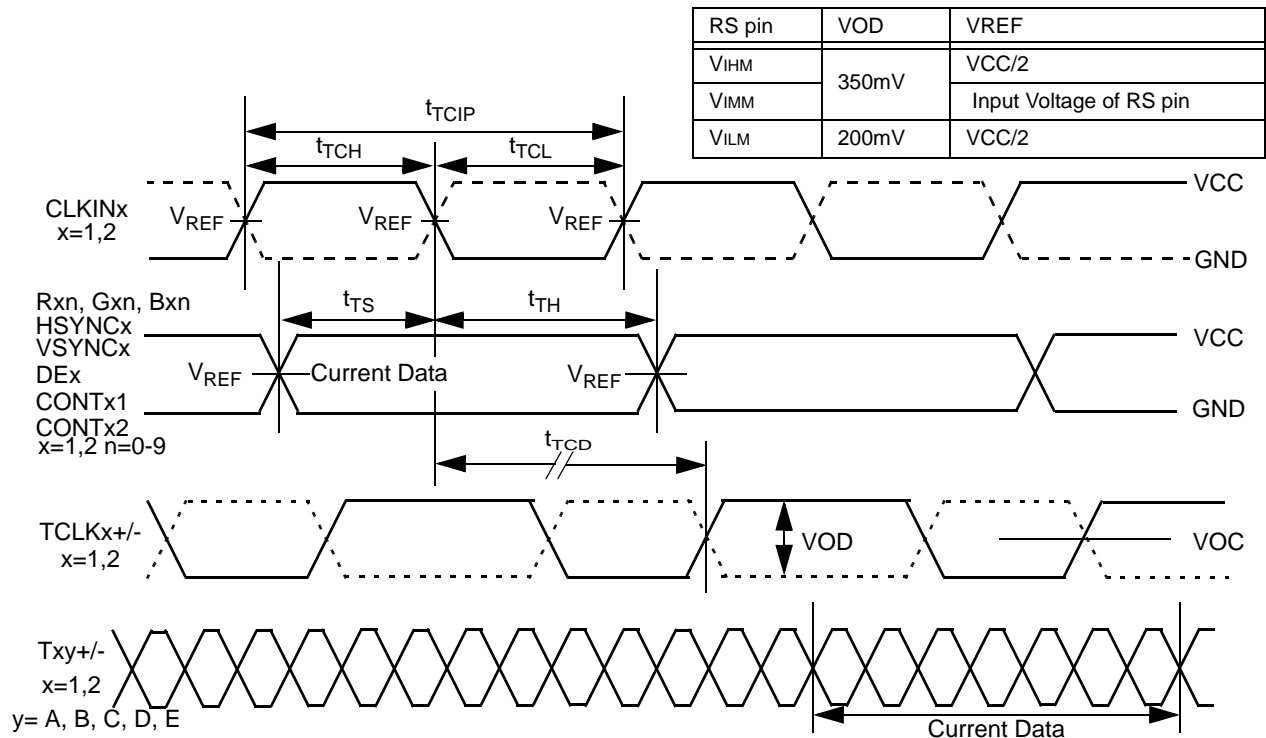 RS pin VOD VREF
VIHM 350mV VCC/2
VIMM Input Voltage of RS pin
VILM 200mV VCC/2
tTCIP
tTCH tTCL
CLKINx
x=1,2
VREF VREF VREF
VCC
GND
Rxn, Gxn, Bxn
HSYNCx
VSYNCx
DEx
CONTx1
CONTx2
x=1,2 n=0-9
tTS tTH
VREF Current Data VREF
VCC
GND
tTCD
TCLKx+/-
x=1,2
VOD
VOC
Txy+/-
x=1,2
y= A, B, C, D, E
Current Data